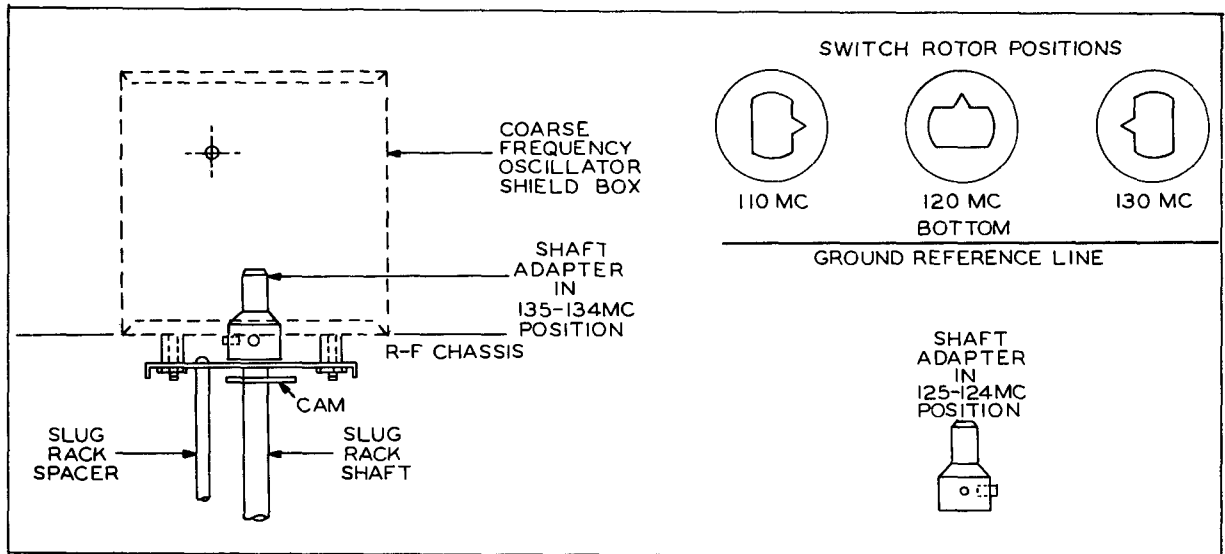 COARSE
FREQUENCY
OSCILLATOR
SHIELD BOX
SHAFT
ADAPTER
IN
135-134MC
POSITION
R-F CHASSIS
CAM
SLUG
RACK
SPACER
SLUG
RACK
SHAFT
SWITCH ROTOR POSITIONS
110 MC
120 MC
130 MC
BOTTOM
GROUND REFERENCE LINE
SHAFT
ADAPTER
IN
125-124MC
POSITION